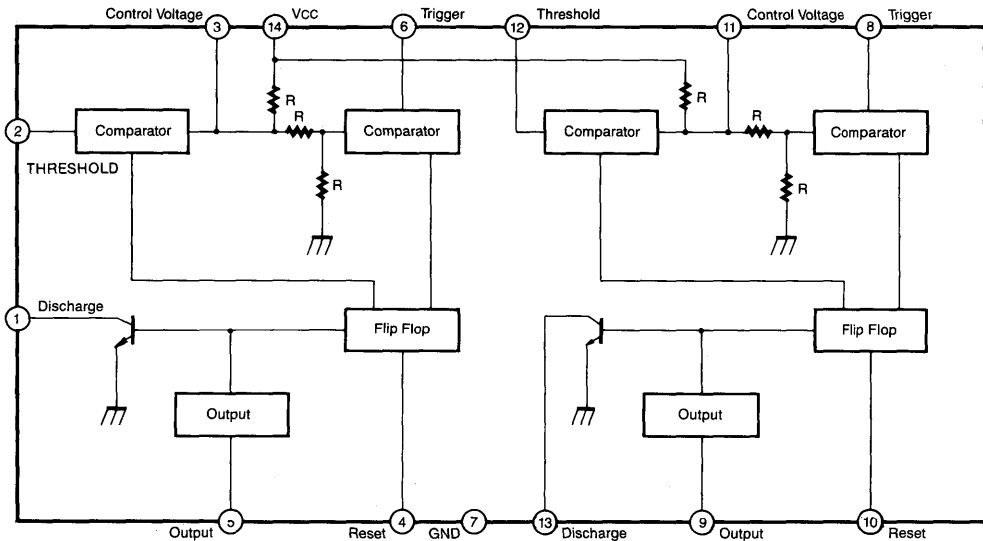 Control Voltage
3
14
VCC
6
Trigger
12
Threshold
11
Control Voltage
8
Trigger
R
R
R
R
2
Comparator
Comparator
Comparator
Comparator
THRESHOLD
R
R
1
Discharge
Flip Flop
Flip Flop
Output
Output
Output
5
Reset
4
GND
7
13
Discharge
9
Output
10
Reset